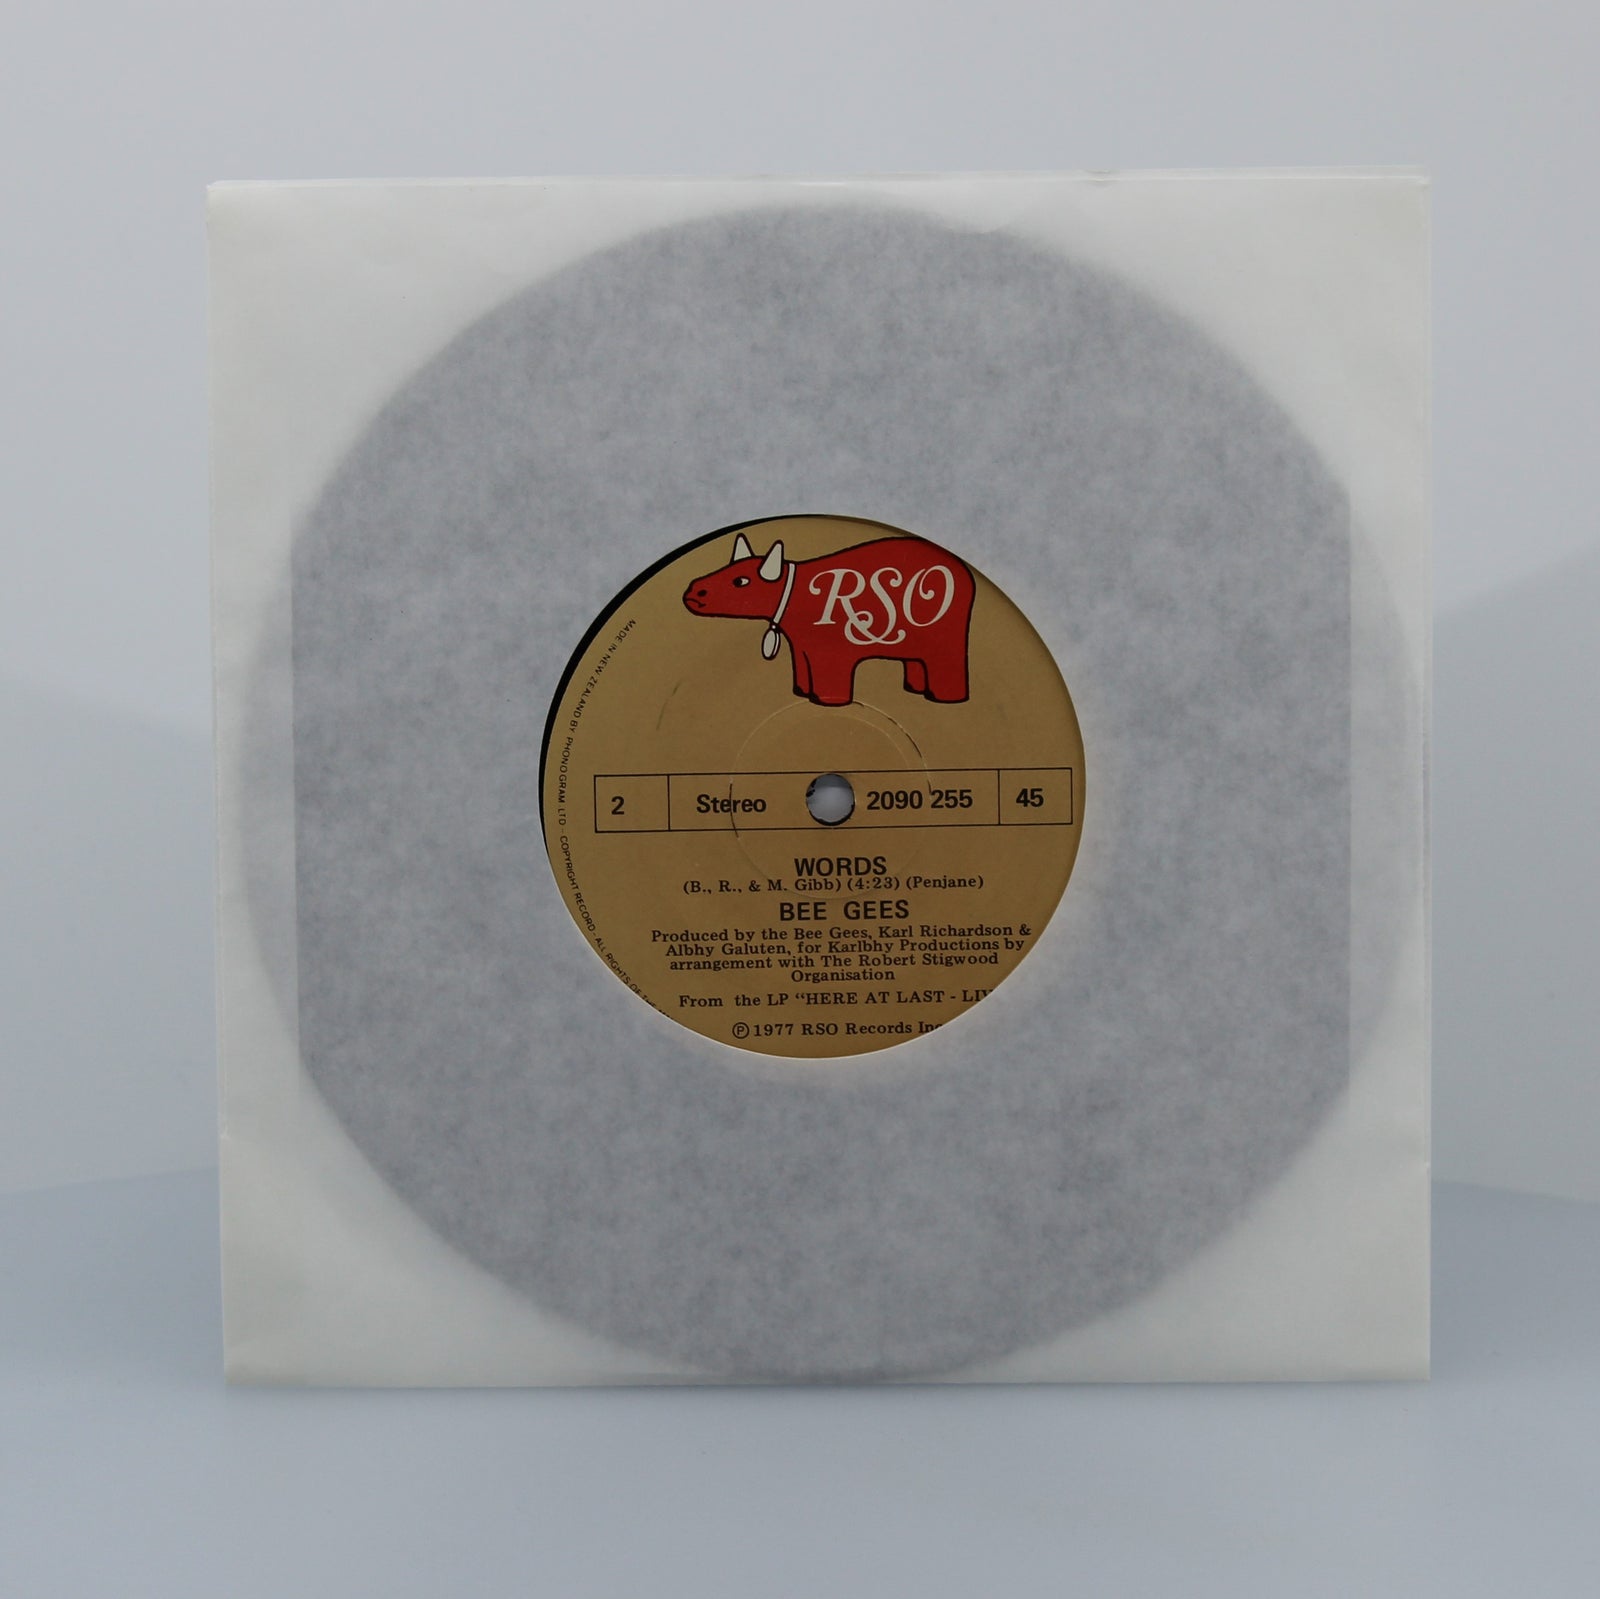 RSO
MADE IN NEW ZEALAND BY PHONOGRAM LTD - COPYRIGHT RECORD - ALL RIGHTS OF THE
2 Stereo 2090 255 45
WORDS
(B., R., & M. Gibb) (4:23) (Penjane)
BEE GEES
Produced by the Bee Gees, Karl Richardson &
Albhy Galuten, for Karlbhy Productions by
arrangement with The Robert Stigwood
Organisation
From the LP "HERE AT LAST - LIV
Ⓟ 1977 RSO Records Inc